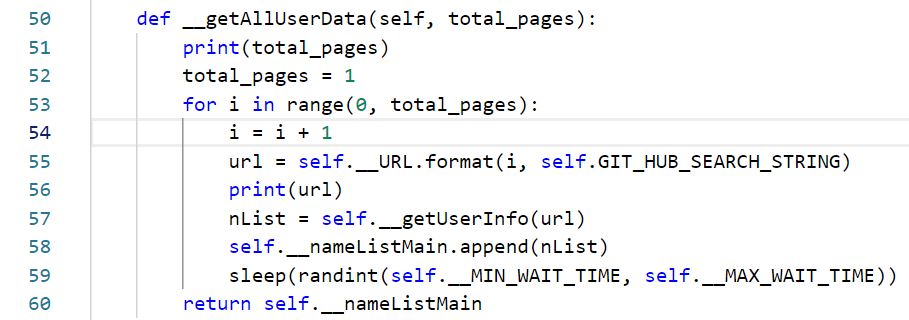 50 def __getAllUserData(self, total_pages):
51 print(total_pages)
52 total_pages = 1
53 for i in range(0, total_pages):
54 i = i + 1
55 url = self.__URL.format(i, self.GIT_HUB_SEARCH_STRING)
56 print(url)
57 nList = self.__getUserInfo(url)
58 self.__nameListMain.append(nList)
59 sleep(randint(self.__MIN_WAIT_TIME, self.__MAX_WAIT_TIME))
60 return self.__nameListMain